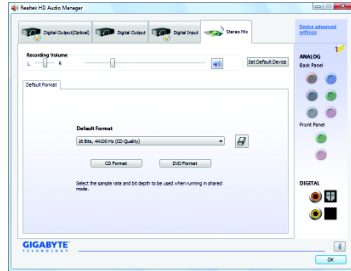 Realtek HD Audio Manager
Digital Output(Optical)
Digital Output
Digital Input
Stereo Mix
Device advanced settings
Recording Volume
L
R
Set Default Device
ANALOG
Back Panel
Default Format
Default Format
16 Bits, 44100 Hz (CD Quality)
CD Format
DVD Format
Select the sample rate and bit depth to be used when running in shared
mode.
Front Panel
DIGITAL
GIGABYTE
TECHNOLOGY
i
OK